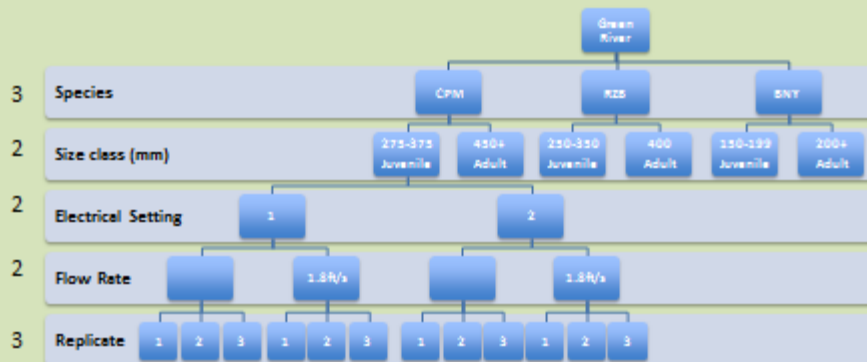 Green
River
3 Species CPM RZB BNY
2 Size class (mm) 275-375 Juvenile 450+ Adult 250-350 Juvenile 400 Adult 150-199 Juvenile 200+ Adult
2 Electrical Setting 1 2
2 Flow Rate 1.8ft/s 1.8ft/s
3 Replicate 1 2 3 1 2 3 1 2 3 1 2 3